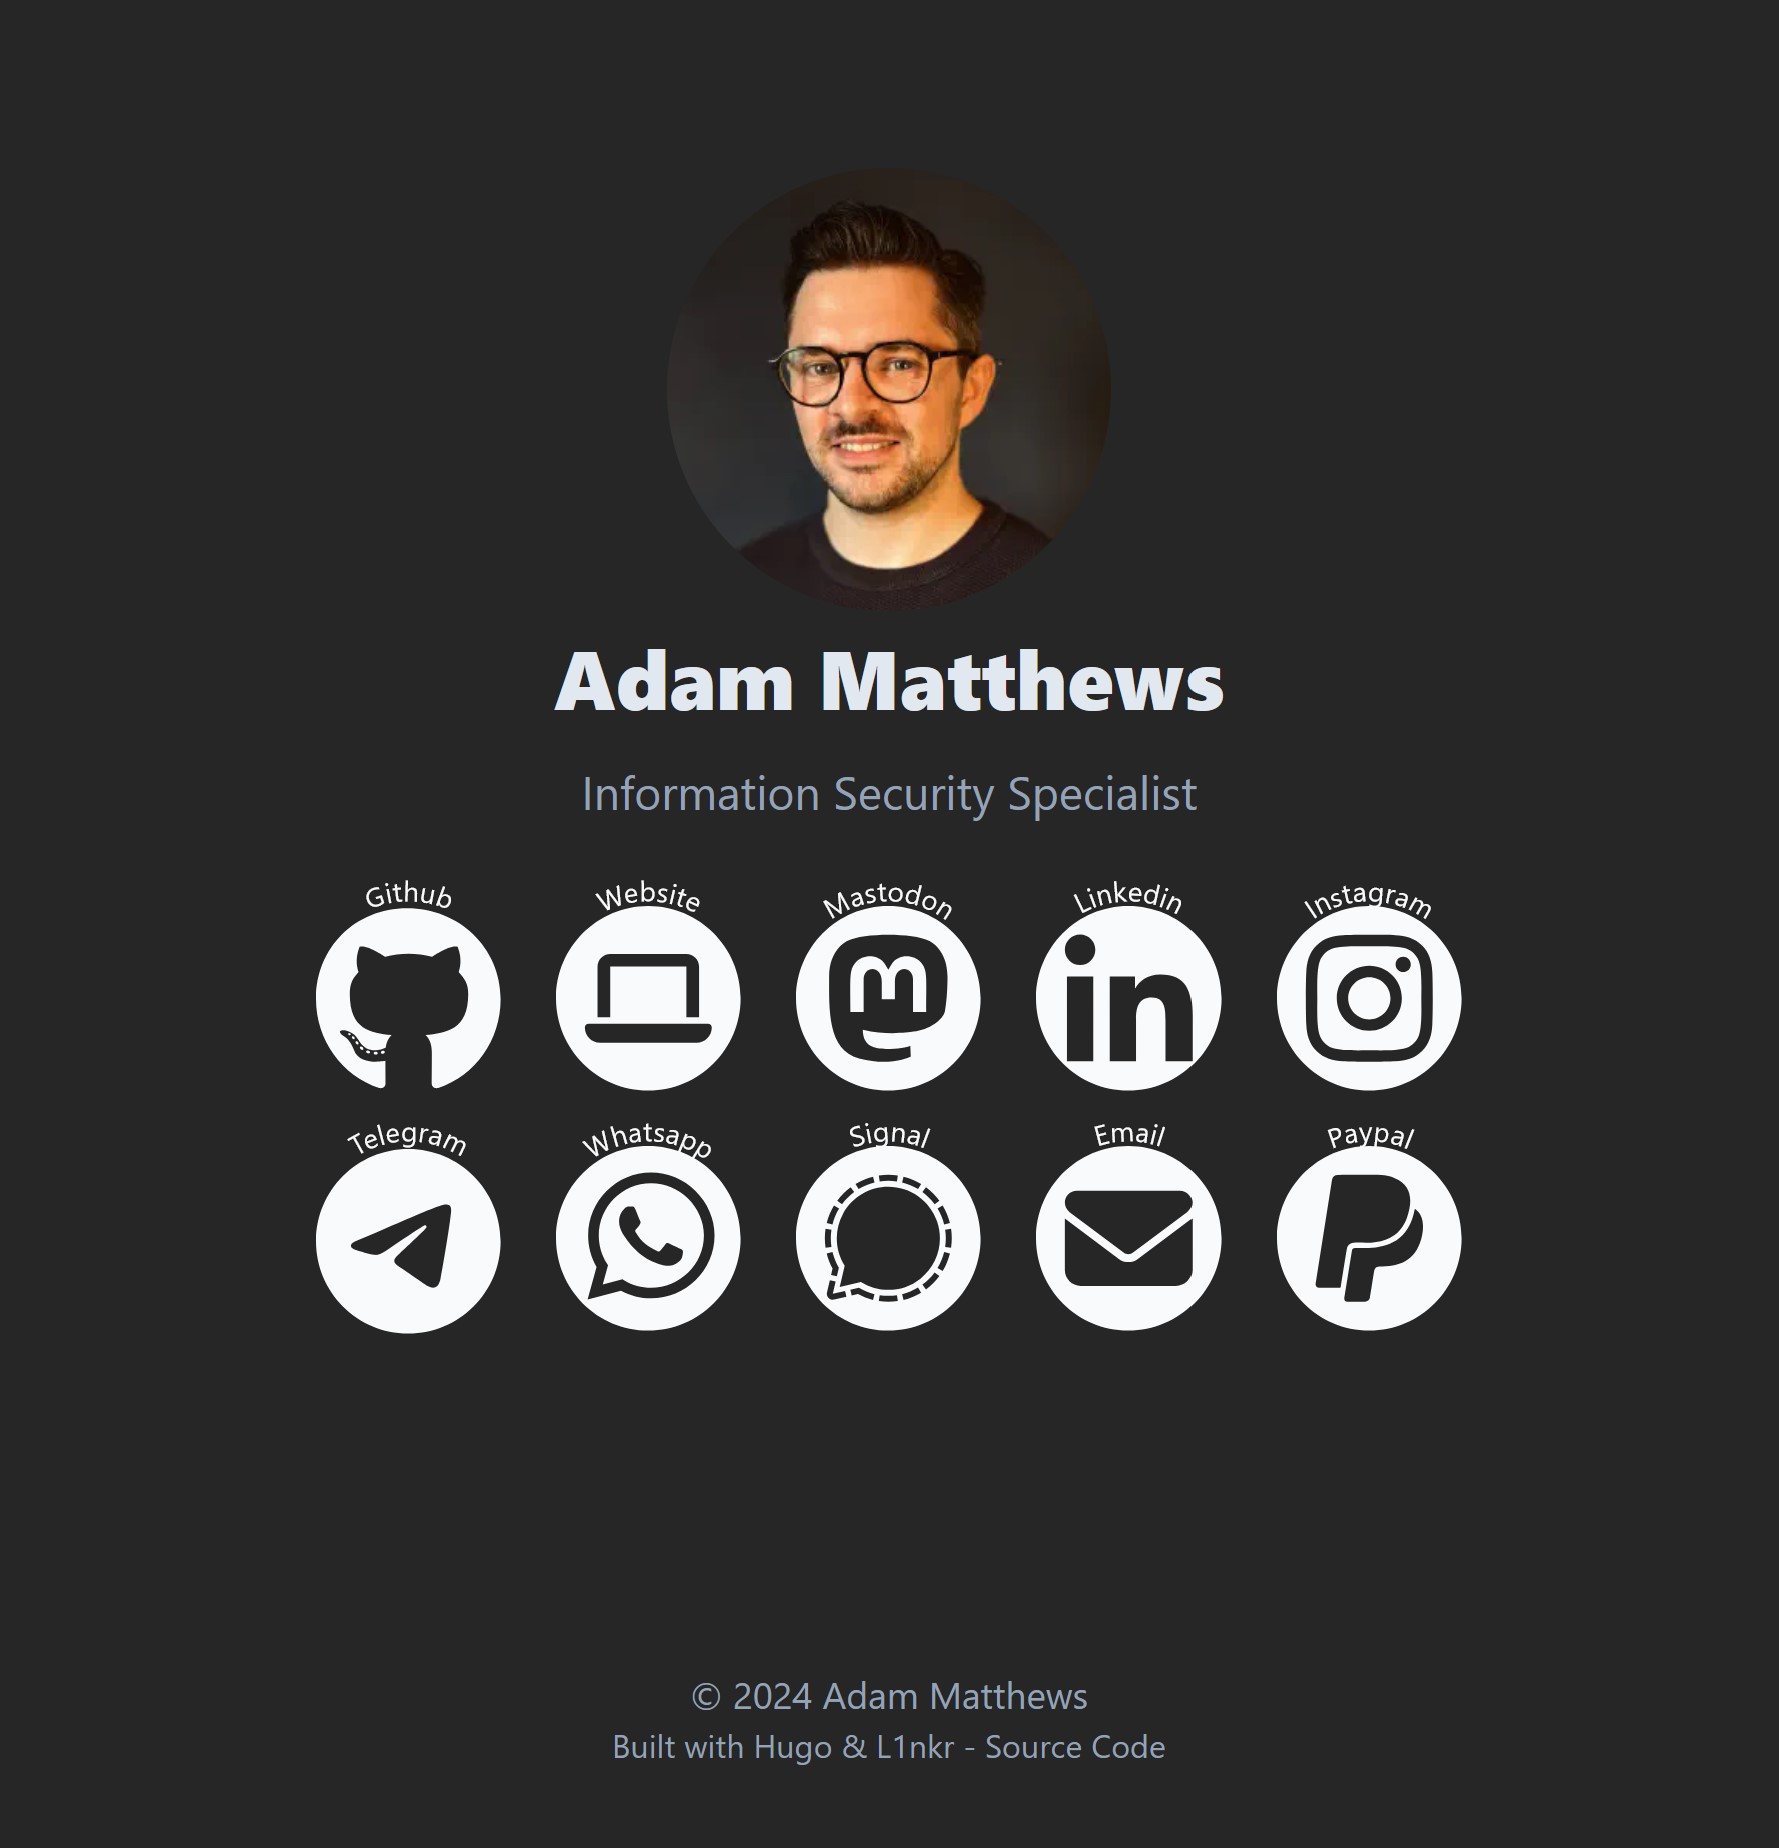 Adam Matthews
Information Security Specialist
Github Website Mastodon Linkedin Instagram
Telegram Whatsapp Signal Email Paypal
© 2024 Adam Matthews
Built with Hugo & L1nkr - Source Code